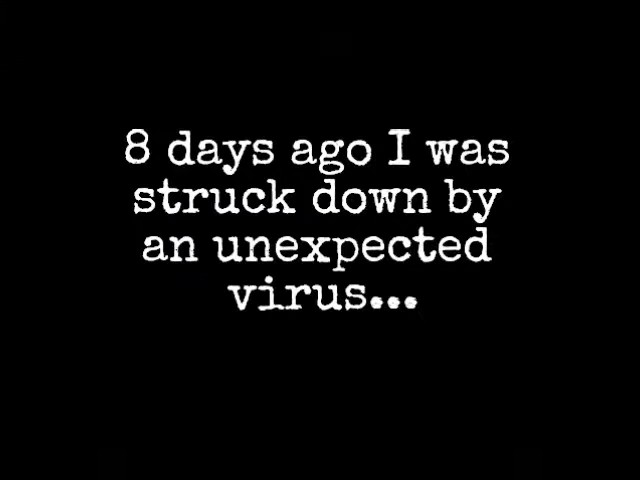 8 days ago I was
struck down by
an unexpected
virus...